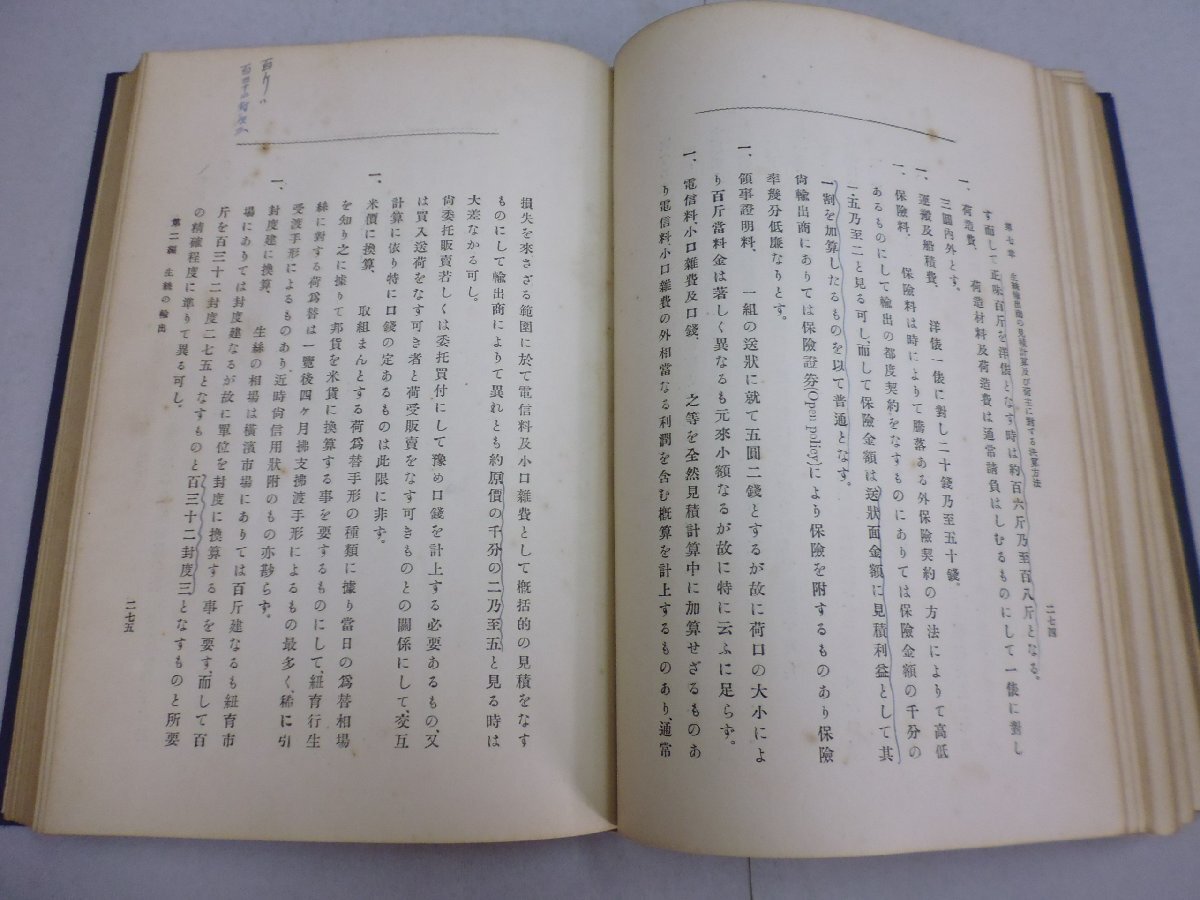 第七章 生絲輸出商の見積計算及び荷主に對する決算方法
二七四
す而して正味百斤を洋俵となす時は約百六斤乃至百八斤となる。
一、荷造費、 荷造材料及荷造費は通常請負はしむるものにして一俵に對し
三圓內外とす。
一、運搬及船積費、 洋俵一俵に對し二十錢乃至五十錢。
一、保險料、 保險料は時によりて騰落ある外保險契約の方法によりて高低
あるものにして輸出の都度契約をなすものにありては保險金額の千分の
一、五乃至二と見る可し、而して保險金額は送狀面金額に見積利益として其
一割を加算したるものを以て普通となす。
尙輸出商にありては保險證劵(Open policy)により保險を附するものあり保險
率幾分低廉なりとす。
一、領事證明料、 一組の送狀に就て五圓二錢とするが故に荷口の大小によ
り百斤當料金は著しく異なるも元來小額なるが故に特に云ふに足らず。
一、電信料小口雜費及口錢、 之等を全然見積計算中に加算せざるものあ
り電信料、小口雜費の外相當なる利潤を含む概算を計上するものあり、通常
損失を來さざる範圍に於て電信料及小口雜費として概括的の見積をなす
ものにして輸出商によりて異れとも約原價の千分の二乃至五と見る時は
大差なかる可し。
尙委托販賣若しくは委托買付にして豫め口錢を計上する必要あるもの、又
は買入送荷をなす可き者と荷受販賣をなす可きものとの關係にして、交互
計算に依り特に口錢の定あるものは此限に非ず。
一、米價に換算、 取組まんとする荷爲替手形の種類に據り當日の爲替相場
を知り之に據りて邦貨を米貨に換算する事を要するものにして、紐育行生
絲に對する荷爲替は一覽後四ヶ月拂支拂渡手形によるもの最多く、稀に引
受渡手形によるものあり、近時尙信用狀附のもの亦尠らず。
一、封度建に換算、 生絲の相場は橫濱市場にありては百斤建なるも紐育市
場にありては封度建なるが故に單位を封度に換算する事を要す、而して百
斤を百三十二封度二七五となすものと百三十二封度三となすものと所要
の精確程度に準りて異る可し。
第二編 生絲の輸出
二七五
百斤ハ